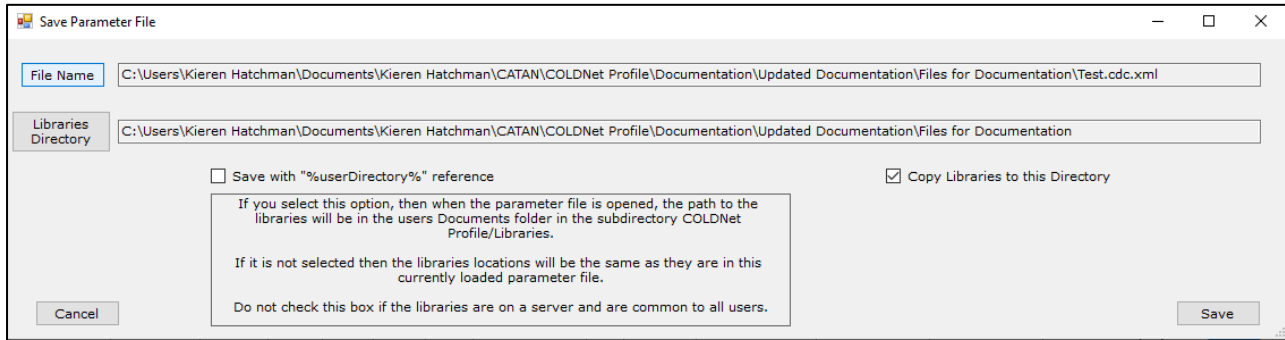 Save Parameter File
File Name
C:\Users\Kieren Hatchman\Documents\Kieren Hatchman\CATAN\COLDNet Profile\Documentation\Updated Documentation\Files for Documentation\Test.cdc.xml
Libraries
Directory
C:\Users\Kieren Hatchman\Documents\Kieren Hatchman\CATAN\COLDNet Profile\Documentation\Updated Documentation\Files for Documentation
Save with "%userDirectory%" reference
Copy Libraries to this Directory
If you select this option, then when the parameter file is opened, the path to the
libraries will be in the users Documents folder in the subdirectory COLDNet
Profile/Libraries.
If it is not selected then the libraries locations will be the same as they are in this
currently loaded parameter file.
Do not check this box if the libraries are on a server and are common to all users.
Cancel
Save